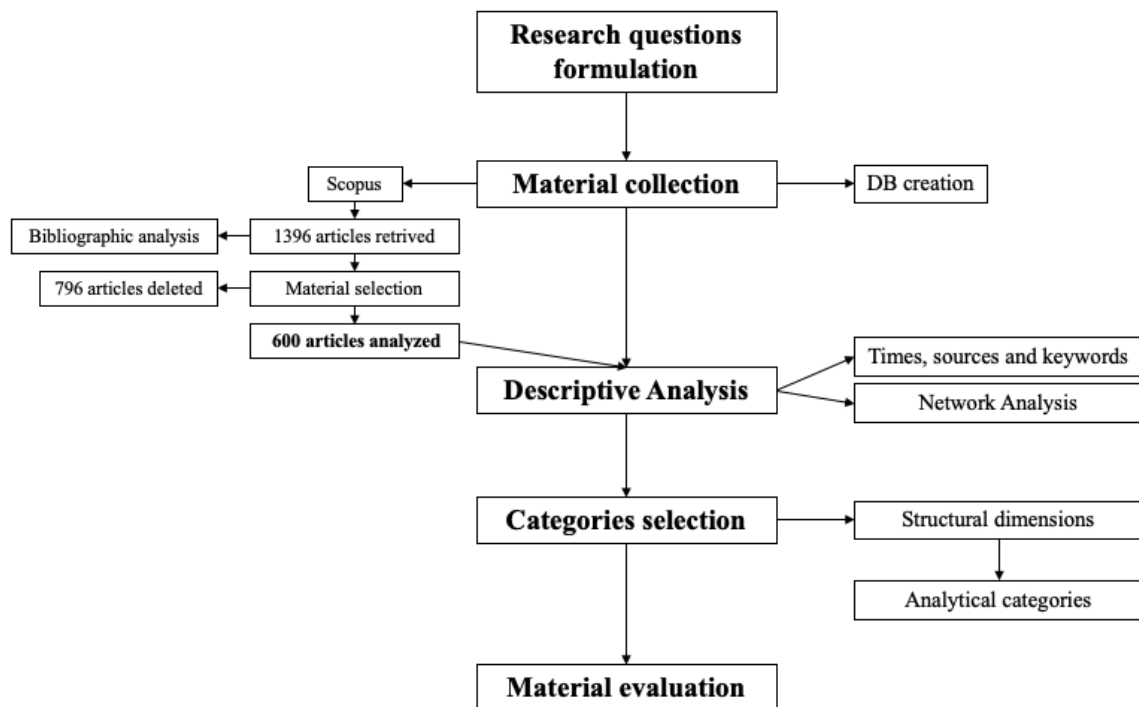 Research questions
formulation
Scopus
Material collection
DB creation
Bibliographic analysis
1396 articles retrived
796 articles deleted
Material selection
600 articles analyzed
Times, sources and keywords
Descriptive Analysis
Network Analysis
Categories selection
Structural dimensions
Analytical categories
Material evaluation